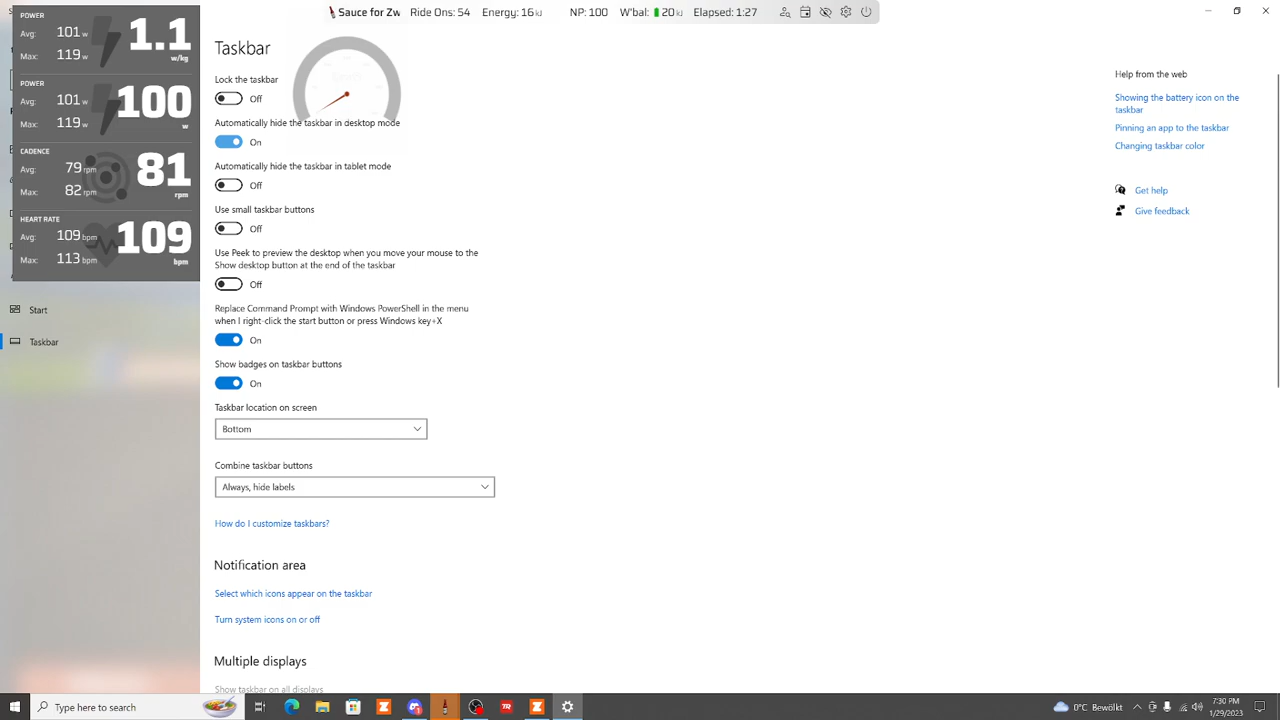 Sauce for Zw Ride Ons: 54 Energy: 16 kJ NP: 100 W'bal: 20 kJ Elapsed: 1:27
POWER
Avg: 101 w
1.1
Max: 119 w
w/kg
POWER
Avg: 101 w
100
Max: 119 w
w
CADENCE
Avg: 79 rpm
81
Max: 82 rpm
rpm
HEART RATE
Avg: 109 bpm
109
Max: 113 bpm
bpm
Start
Taskbar
Taskbar
Lock the taskbar
Off
Automatically hide the taskbar in desktop mode
On
Automatically hide the taskbar in tablet mode
Off
Use small taskbar buttons
Off
Use Peek to preview the desktop when you move your mouse to the
Show desktop button at the end of the taskbar
Off
Replace Command Prompt with Windows PowerShell in the menu
when I right-click the start button or press Windows key+X
On
Show badges on taskbar buttons
On
Taskbar location on screen
Bottom
Combine taskbar buttons
Always, hide labels
How do I customize taskbars?
Notification area
Select which icons appear on the taskbar
Turn system icons on or off
Multiple displays
Show taskbar on all displays
Help from the web
Showing the battery icon on the
taskbar
Pinning an app to the taskbar
Changing taskbar color
Get help
Give feedback
Type here to search
0°C Bewölkt
7:30 PM
1/29/2023